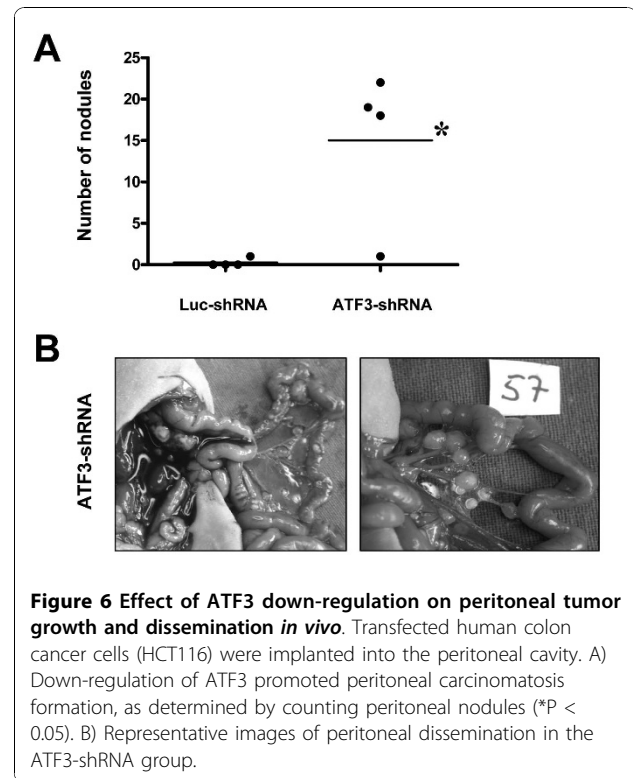 A
Number of nodules
25
20
15
10
5
0
*
Luc-shRNA ATF3-shRNA
B
ATF3-shRNA
57
Figure 6 Effect of ATF3 down-regulation on peritoneal tumor
growth and dissemination in vivo. Transfected human colon
cancer cells (HCT116) were implanted into the peritoneal cavity. A)
Down-regulation of ATF3 promoted peritoneal carcinomatosis
formation, as determined by counting peritoneal nodules (*P <
0.05). B) Representative images of peritoneal dissemination in the
ATF3-shRNA group.